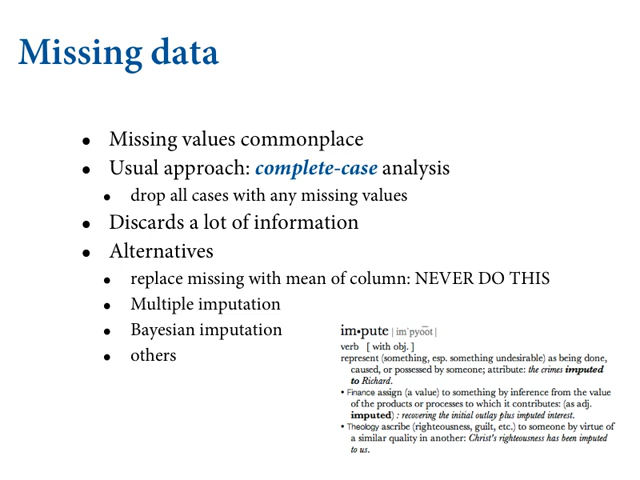 Missing data
• Missing values commonplace
• Usual approach: complete-case analysis
• drop all cases with any missing values
• Discards a lot of information
• Alternatives
• replace missing with mean of column: NEVER DO THIS
• Multiple imputation
• Bayesian imputation
• others
im•pute | imˈpyo͞ot |
verb [ with obj. ]
represent (something, esp. something undesirable) as being done,
caused, or possessed by someone; attribute: the crimes imputed
to Richard.
• Finance assign (a value) to something by inference from the value
of the products or processes to which it contributes: (as adj.
imputed) : recovering the initial outlay plus imputed interest.
• Theology ascribe (righteousness, guilt, etc.) to someone by virtue of
a similar quality in another: Christ's righteousness has been imputed
to us.